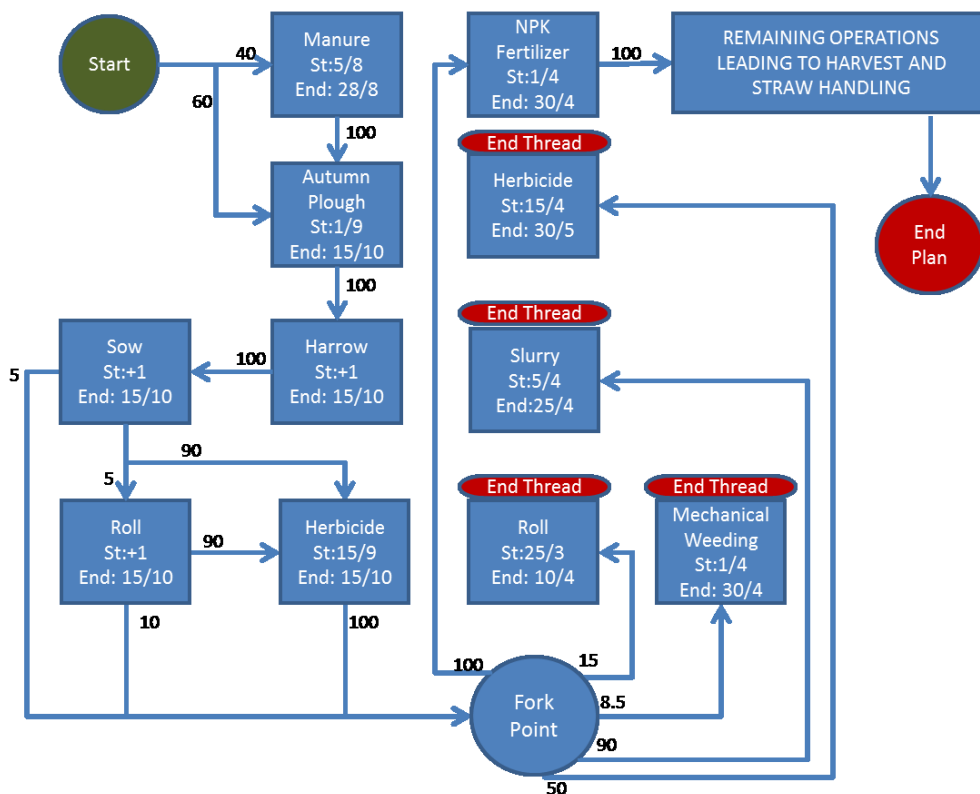 Start
40
60
Manure
St:5/8
End: 28/8
100
Autumn
Plough
St:1/9
End: 15/10
100
Harrow
St:+1
End: 15/10
100
Sow
St:+1
End: 15/10
5
5
90
Roll
St:+1
End: 15/10
90
Herbicide
St:15/9
End: 15/10
10
100
NPK
Fertilizer
St:1/4
End: 30/4
100
REMAINING OPERATIONS
LEADING TO HARVEST AND
STRAW HANDLING
End
Plan
End Thread
Herbicide
St:15/4
End: 30/5
End Thread
Slurry
St:5/4
End:25/4
End Thread
Roll
St:25/3
End: 10/4
End Thread
Mechanical
Weeding
St:1/4
End: 30/4
Fork
Point
100
15
8.5
90
50